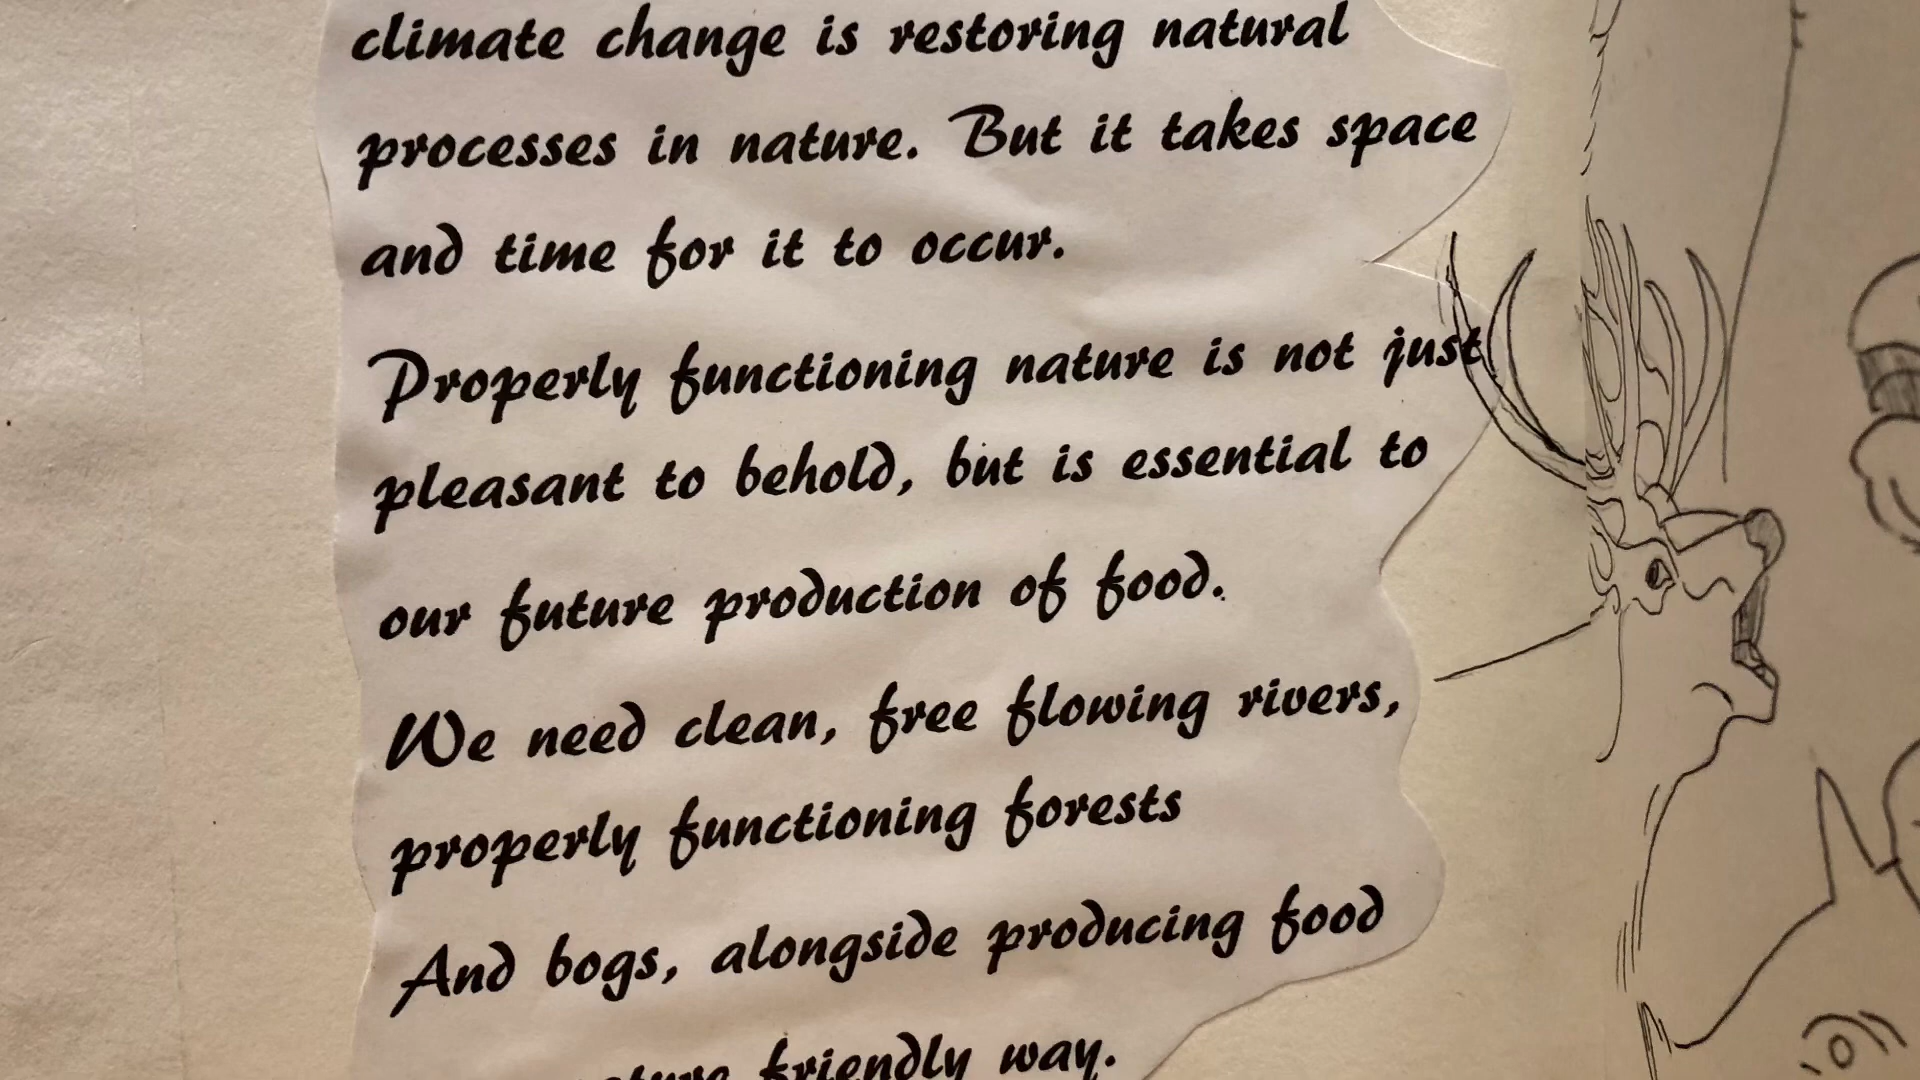 climate change is restoring natural
processes in nature. But it takes space
and time for it to occur.
Properly functioning nature is not just
pleasant to behold, but is essential to
our future production of food.
We need clean, free flowing rivers,
properly functioning forests
And bogs, alongside producing food
friendly way.